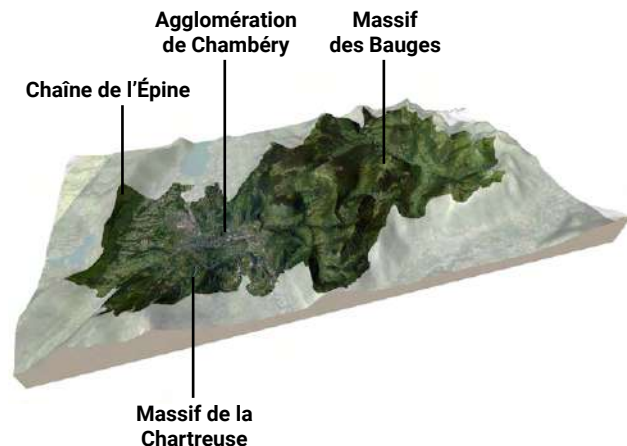 Agglomération
de Chambéry
Massif
des Bauges
Chaîne de l'Épine
Massif de la
Chartreuse